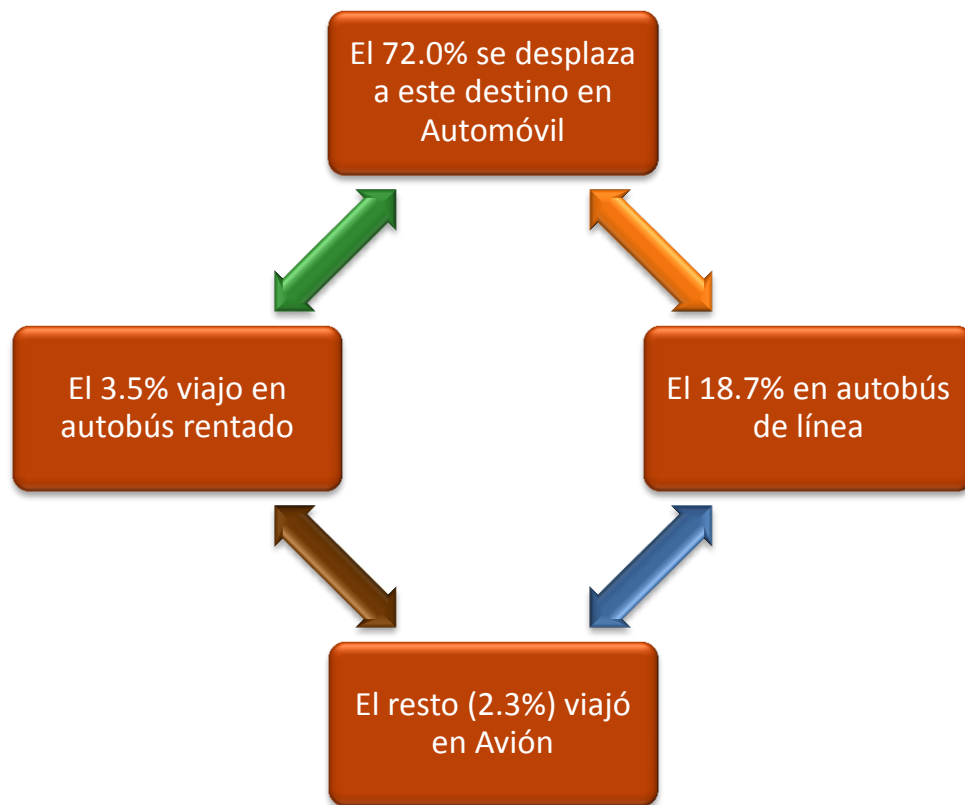 El 72.0% se desplaza
a este destino en
Automóvil
El 3.5% viajo en
autobús rentado
El 18.7% en autobús
de línea
El resto (2.3%) viajó
en Avión